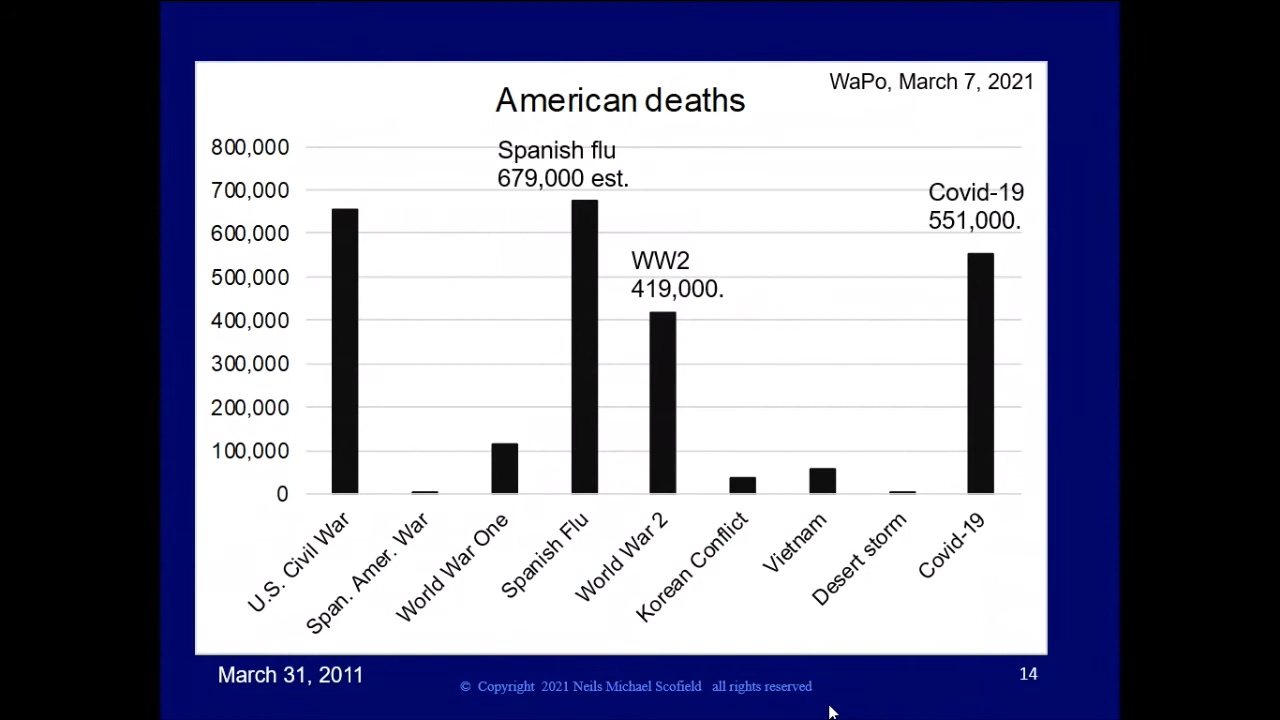 WaPo, March 7, 2021
American deaths
800,000
700,000
600,000
500,000
400,000
300,000
200,000
100,000
0
Spanish flu
679,000 est.
WW2
419,000.
Covid-19
551,000.
U.S. Civil War
Span. Amer. War
World War One
Spanish Flu
World War 2
Korean Conflict
Vietnam
Desert storm
Covid-19
March 31, 2011
© Copyright 2021 Neils Michael Scofield all rights reserved
14